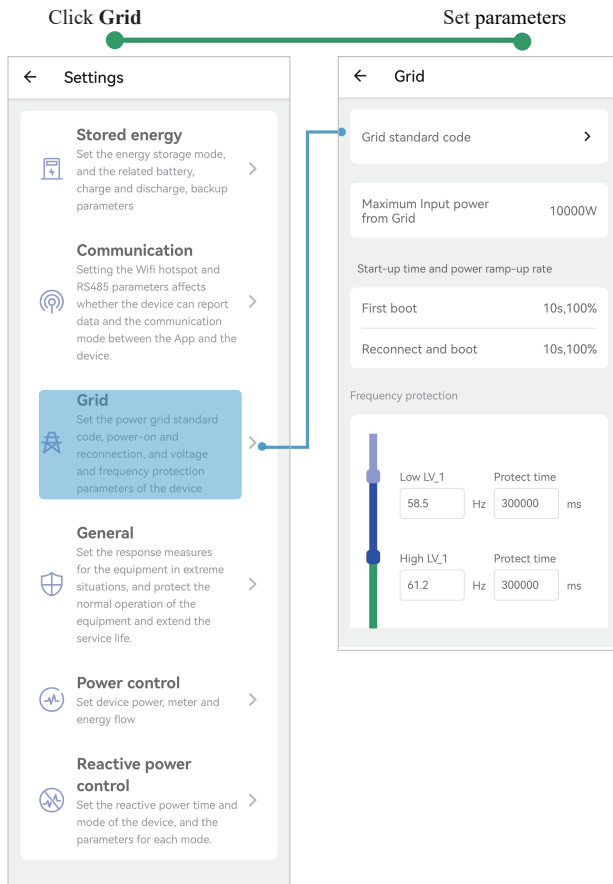 Click Grid
Set parameters
Settings
Stored energy
Set the energy storage mode,
and the related battery,
charge and discharge, backup
parameters
Communication
Setting the Wifi hotspot and
RS485 parameters affects
whether the device can report
data and the communication
mode between the App and the
device.
Grid
Set the power grid standard
code, power-on and
reconnection, and voltage
and frequency protection
parameters of the device
General
Set the response measures
for the equipment in extreme
situations, and protect the
normal operation of the
equipment and extend the
service life.
Power control
Set device power, meter and
energy flow
Reactive power
control
Set the reactive power time and
mode of the device, and the
parameters for each mode.
Grid
Grid standard code
Maximum Input power
from Grid
10000W
Start-up time and power ramp-up rate
First boot 10s,100%
Reconnect and boot 10s,100%
Frequency protection
Low LV_1 Protect time
58.5 Hz 300000 ms
High LV_1 Protect time
61.2 Hz 300000 ms